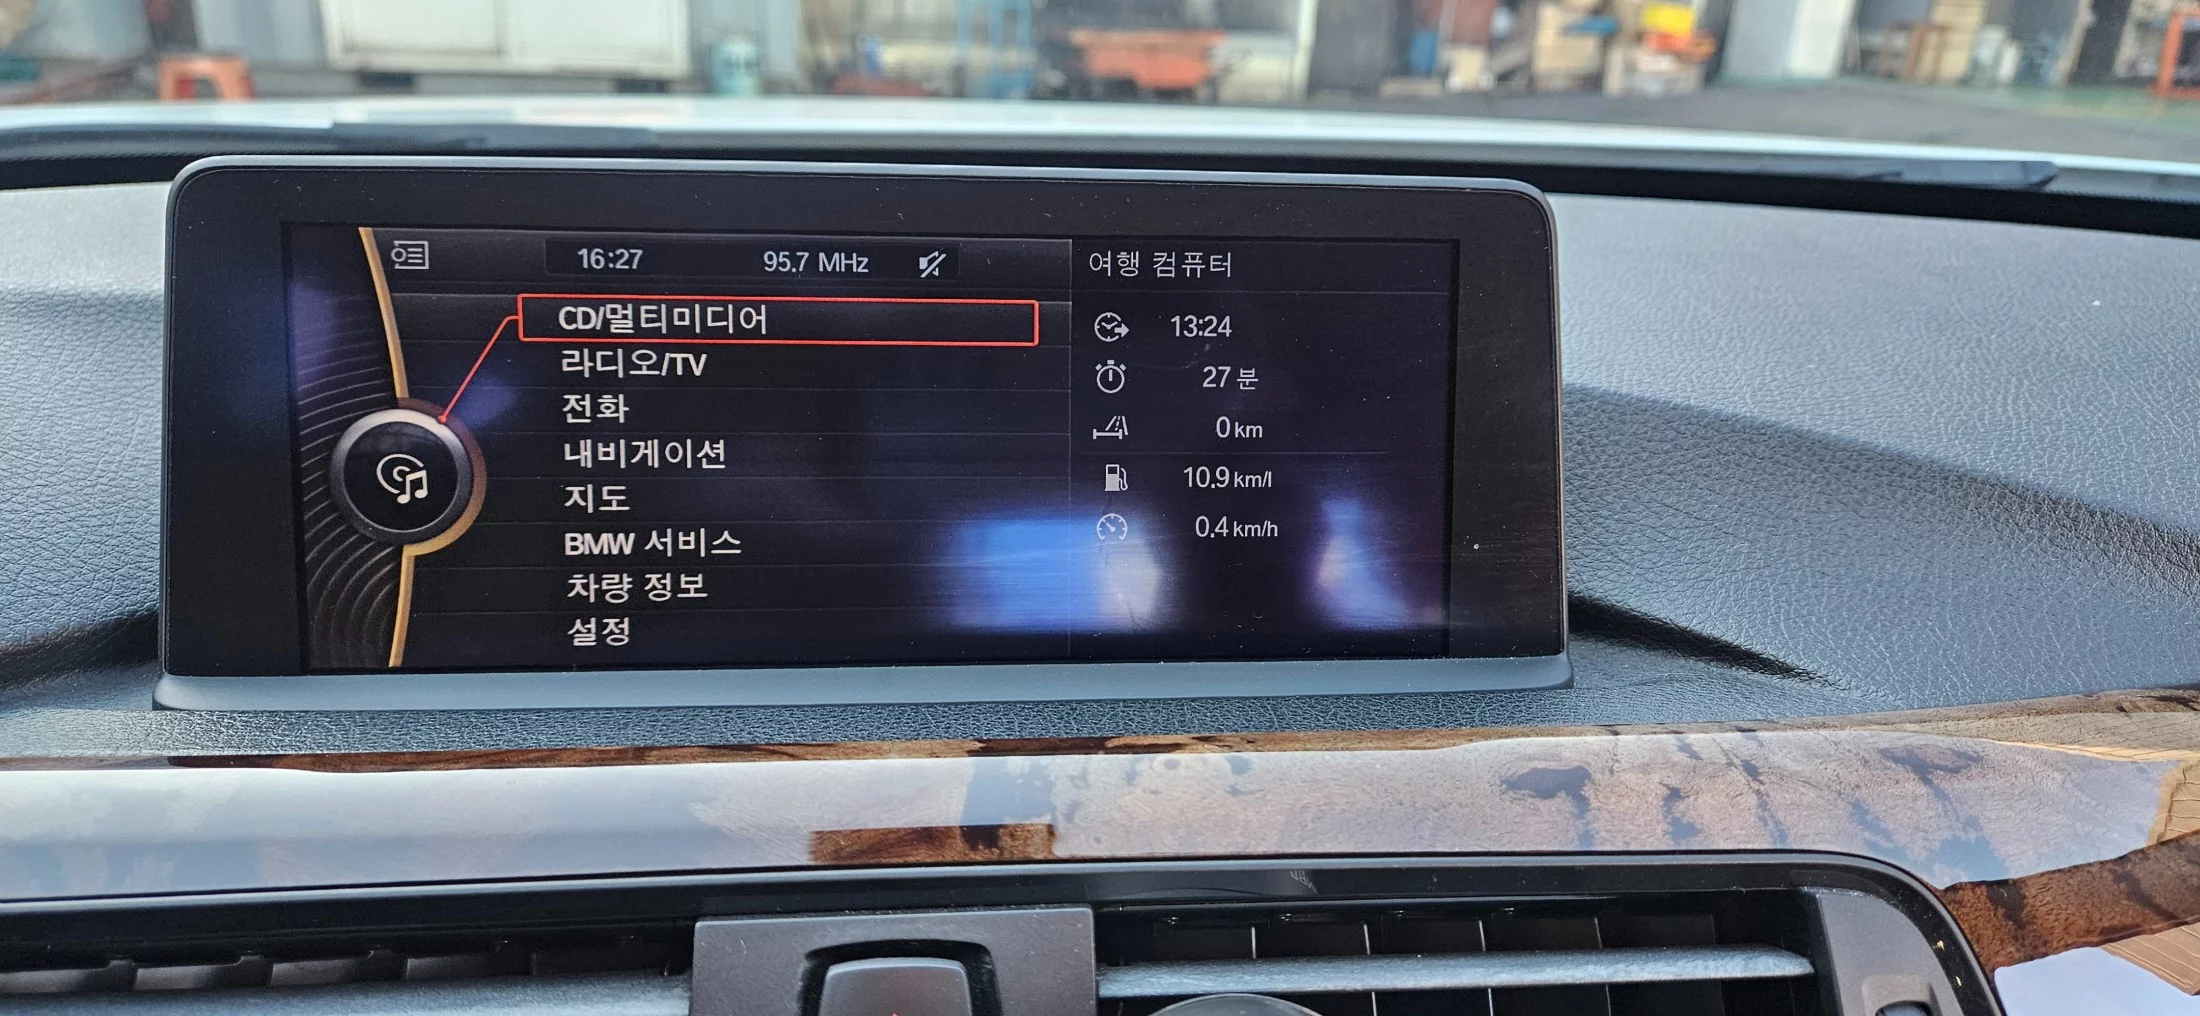 16:27 95.7 MHz
CD/멀티미디어
라디오/TV
전화
내비게이션
지도
BMW 서비스
차량 정보
설정
여행 컴퓨터
13:24
27 분
0 km
10.9 km/l
0.4 km/h